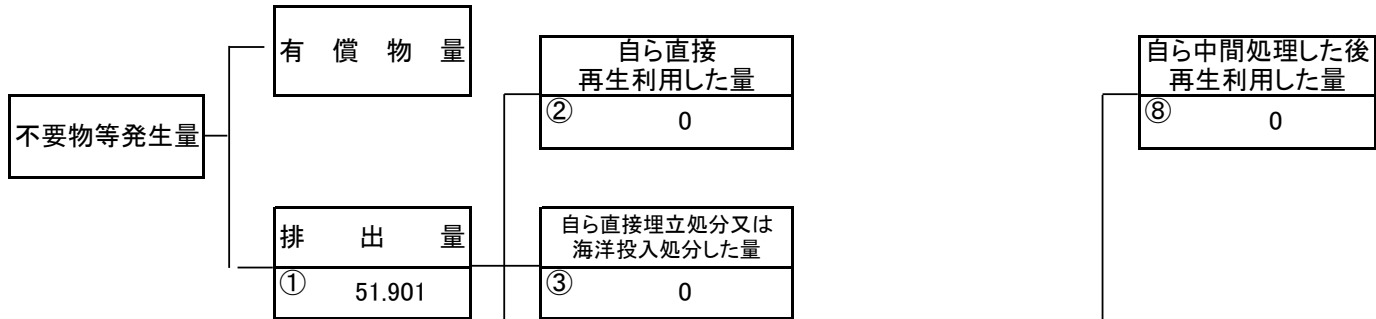 有償物量
不要物等発生量
排出量
① 51.901
自ら直接
再生利用した量
② 0
自ら直接埋立処分又は
海洋投入処分した量
③ 0
自ら中間処理した後
再生利用した量
⑧ 0